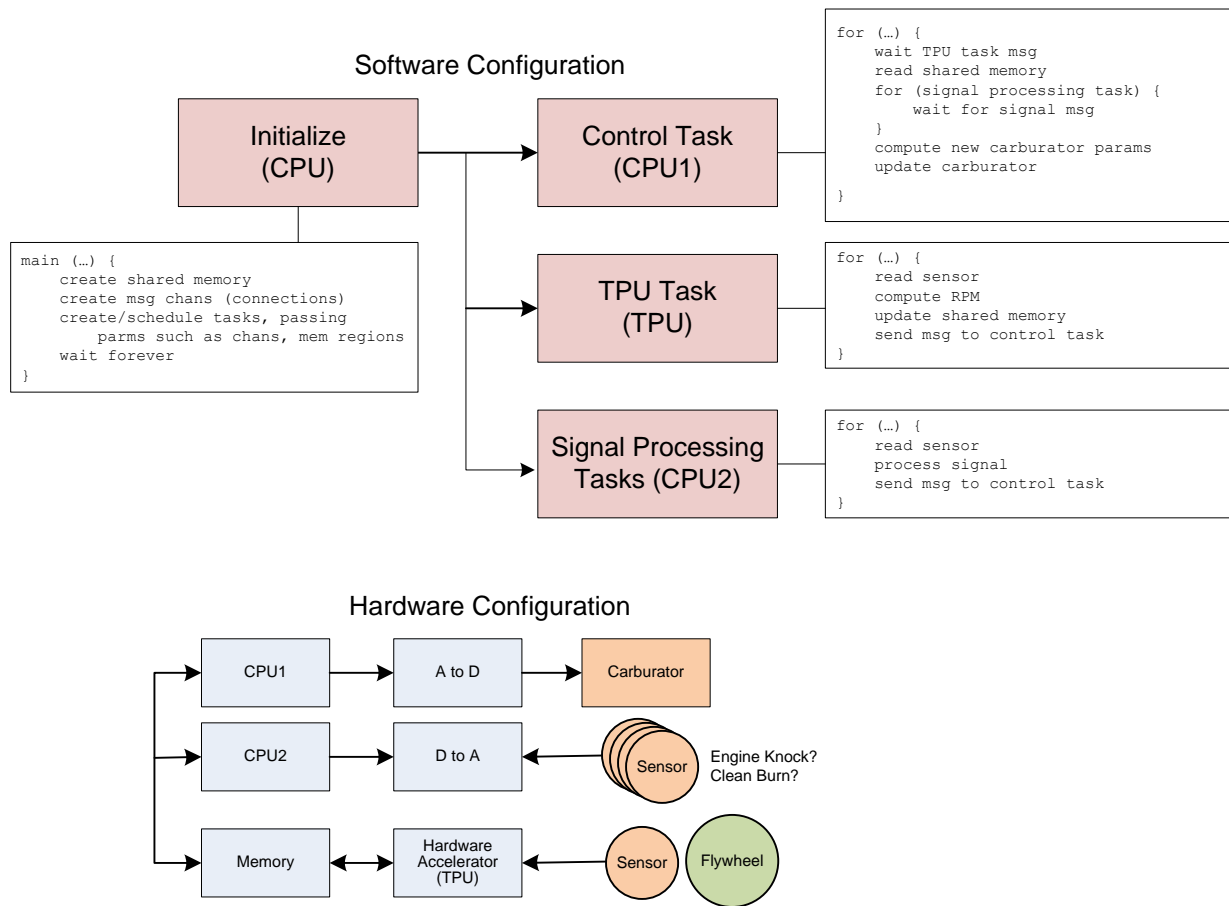 Software Configuration
Initialize
(CPU)
main (…) {
create shared memory
create msg chans (connections)
create/schedule tasks, passing
parms such as chans, mem regions
wait forever
}
Control Task
(CPU1)
for (…) {
wait TPU task msg
read shared memory
for (signal processing task) {
wait for signal msg
}
compute new carburator params
update carburator
}
TPU Task
(TPU)
for (…) {
read sensor
compute RPM
update shared memory
send msg to control task
}
Signal Processing
Tasks (CPU2)
for (…) {
read sensor
process signal
send msg to control task
}
Hardware Configuration
CPU1
A to D
Carburator
CPU2
D to A
Sensor
Engine Knock?
Clean Burn?
Memory
Hardware
Accelerator
(TPU)
Sensor
Flywheel